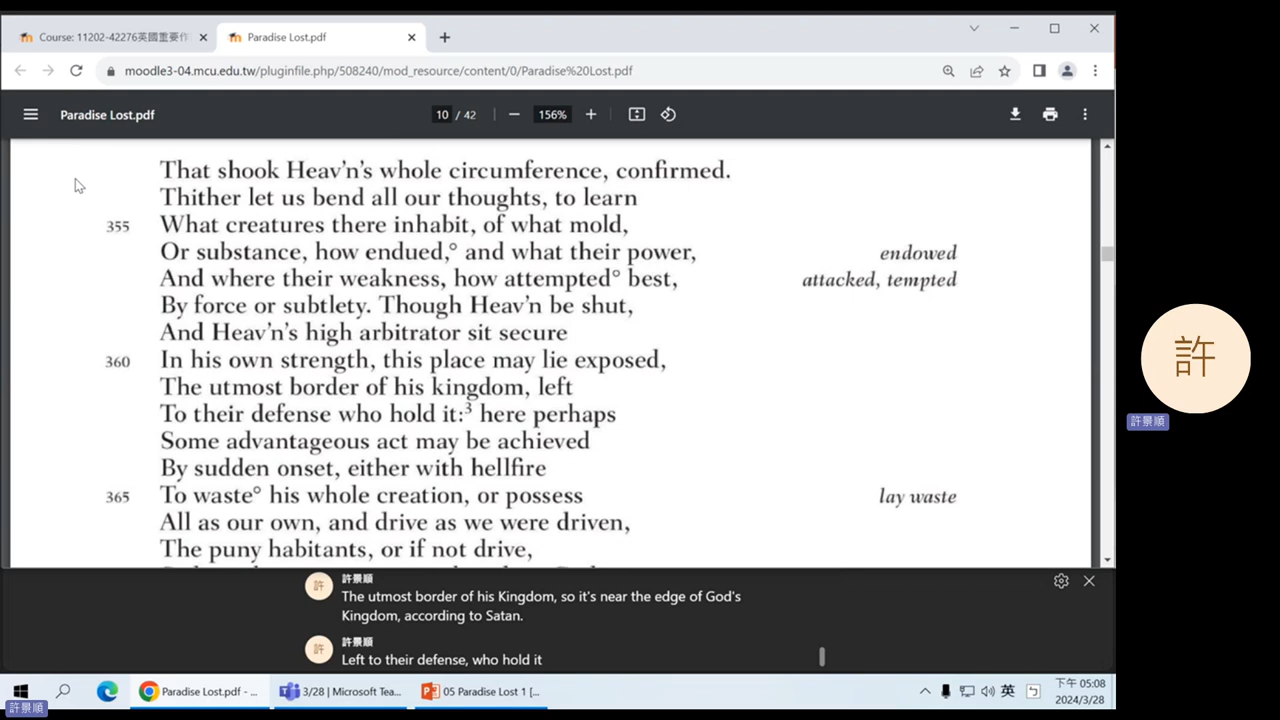 Course: 11202-42276英國重要作
Paradise Lost.pdf
moodle3-04.mcu.edu.tw/pluginfile.php/508240/mod_resource/content/0/Paradise%20Lost.pdf
Paradise Lost.pdf
10 / 42
156%
That shook Heav'n's whole circumference, confirmed.
Thither let us bend all our thoughts, to learn
355 What creatures there inhabit, of what mold,
Or substance, how endued,° and what their power, endowed
And where their weakness, how attempted° best, attacked, tempted
By force or subtlety. Though Heav'n be shut,
And Heav'n's high arbitrator sit secure
360 In his own strength, this place may lie exposed,
The utmost border of his kingdom, left
To their defense who hold it:³ here perhaps
Some advantageous act may be achieved
By sudden onset, either with hellfire
365 To waste° his whole creation, or possess lay waste
All as our own, and drive as we were driven,
The puny habitants, or if not drive,
許
許景順
許
許景順
The utmost border of his Kingdom, so it's near the edge of God's
Kingdom, according to Satan.
許
許景順
Left to their defense, who hold it
Paradise Lost.pdf - ...
3/28 | Microsoft Tea...
05 Paradise Lost 1 [...
英
下午 05:08
2024/3/28
許景順